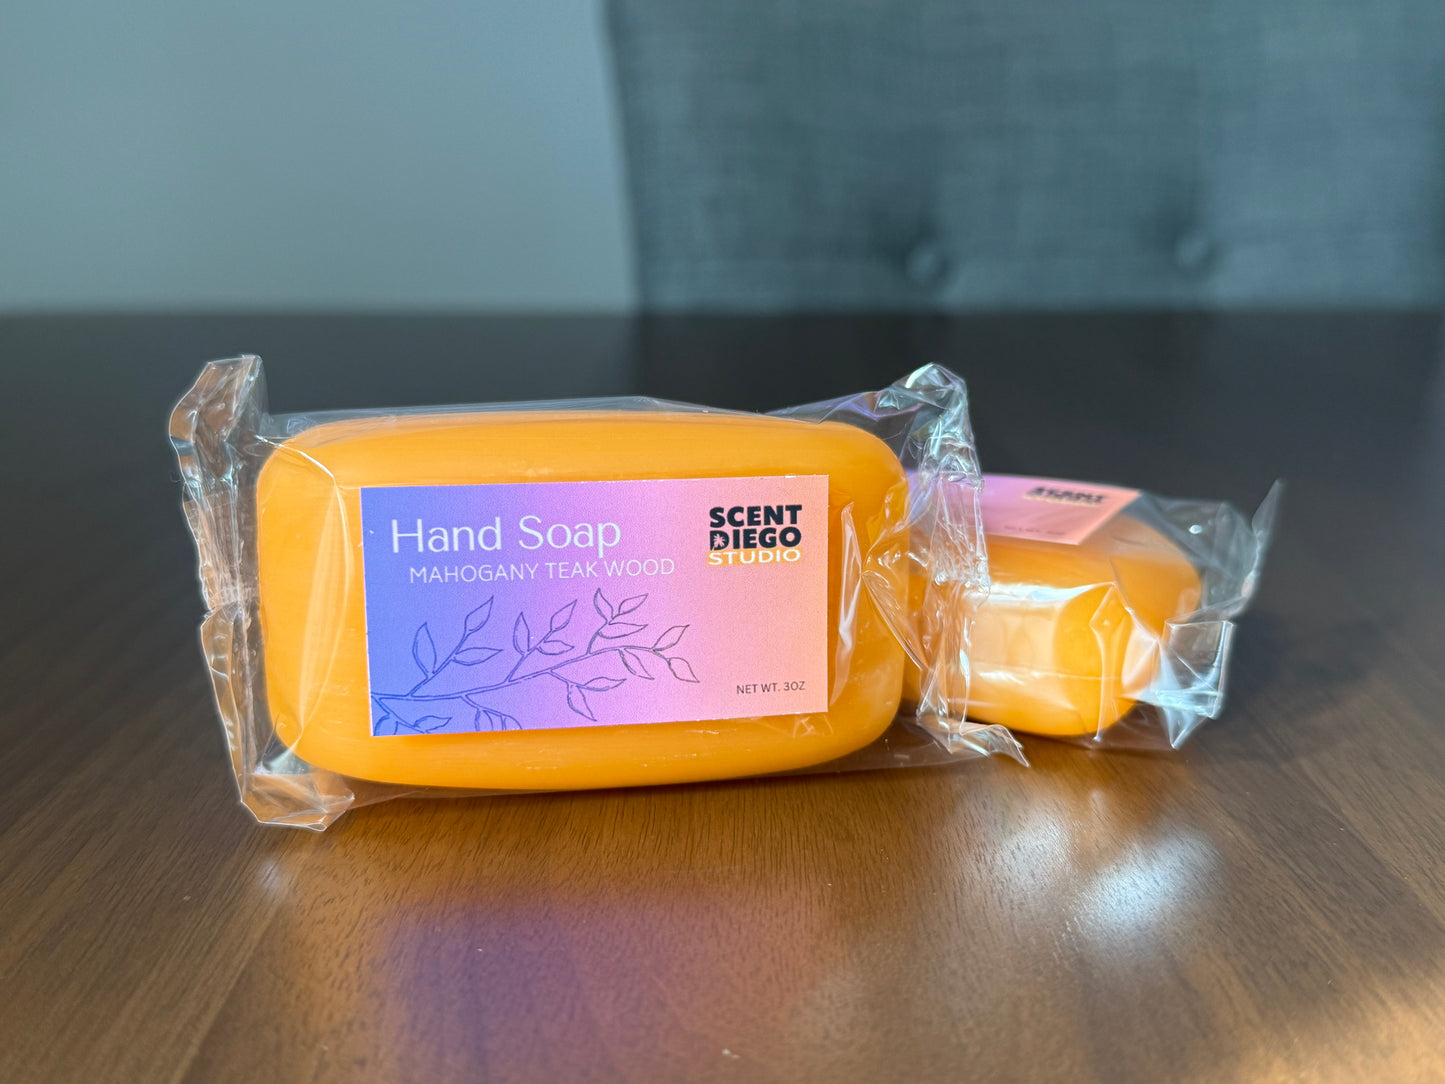 Hand Soap
MAHOGANY TEAK WOOD
SCENT
DIEGO
STUDIO
NET WT. 3OZ